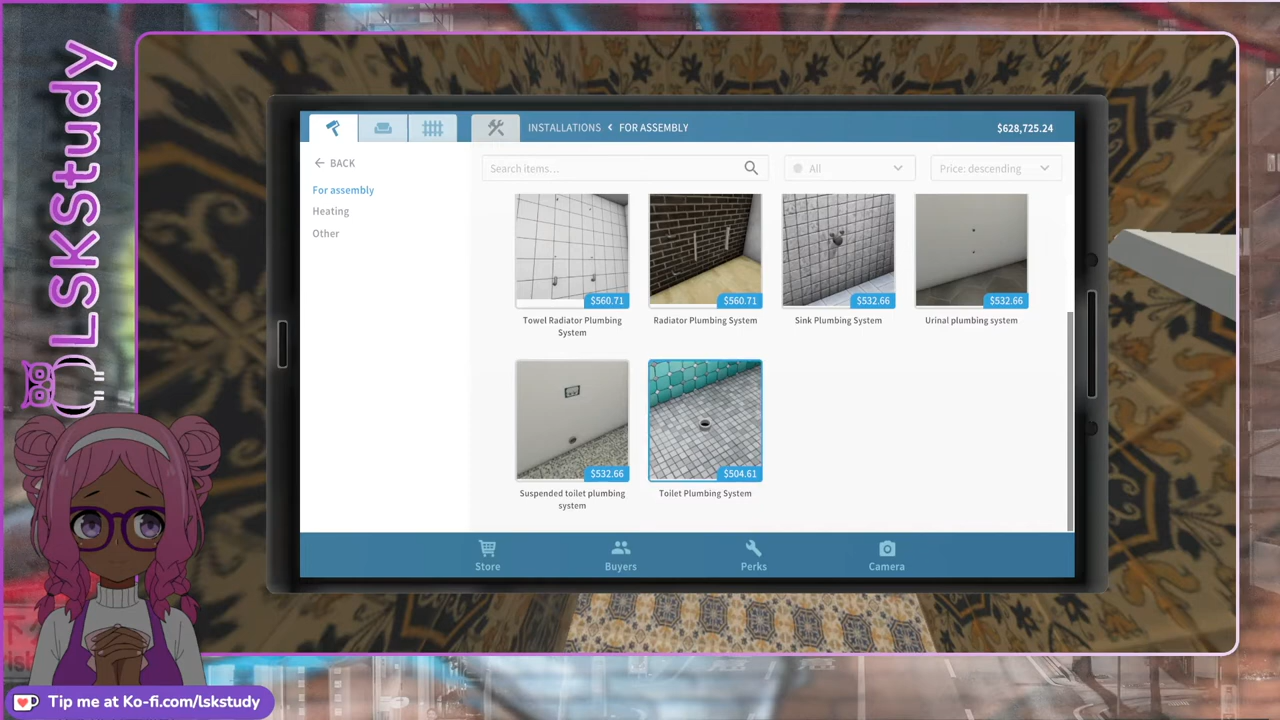 LSKStudy
INSTALLATIONS < FOR ASSEMBLY
$628,725.24
BACK
For assembly
Heating
Other
Search items...
All
Price: descending
$560.71
$560.71
$532.66
$532.66
Towel Radiator Plumbing
System
Radiator Plumbing System
Sink Plumbing System
Urinal plumbing system
$532.66
$504.61
Suspended toilet plumbing
system
Toilet Plumbing System
Store
Buyers
Perks
Camera
Tip me at Ko-fi.com/lskstudy